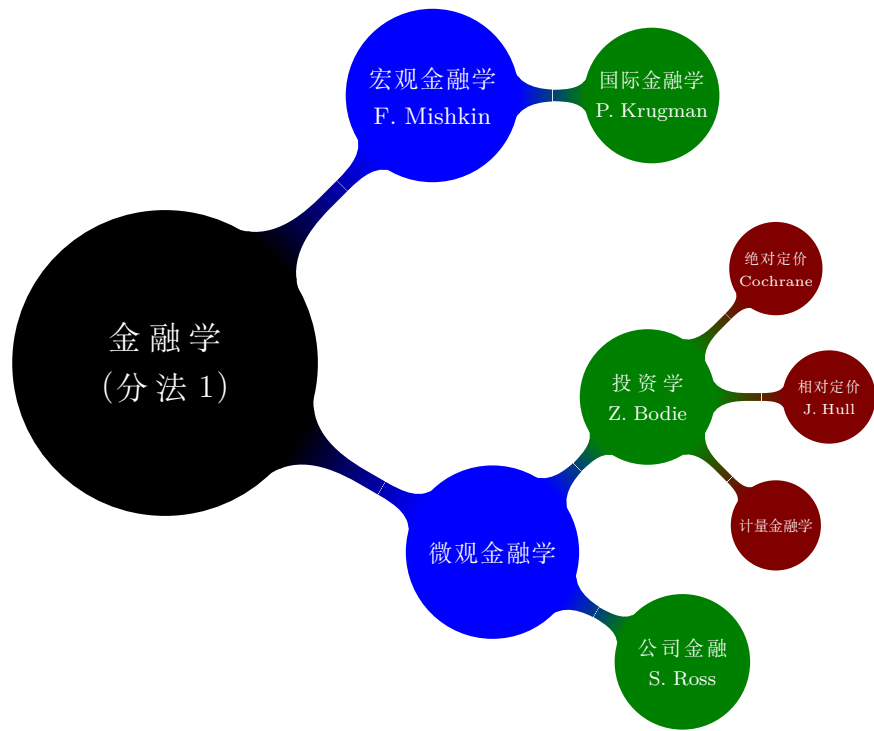 宏观金融学
F. Mishkin
国际金融学
P. Krugman
金融学
(分法 1)
绝对定价
Cochrane
投资学
Z. Bodie
相对定价
J. Hull
计量金融学
微观金融学
公司金融
S. Ross